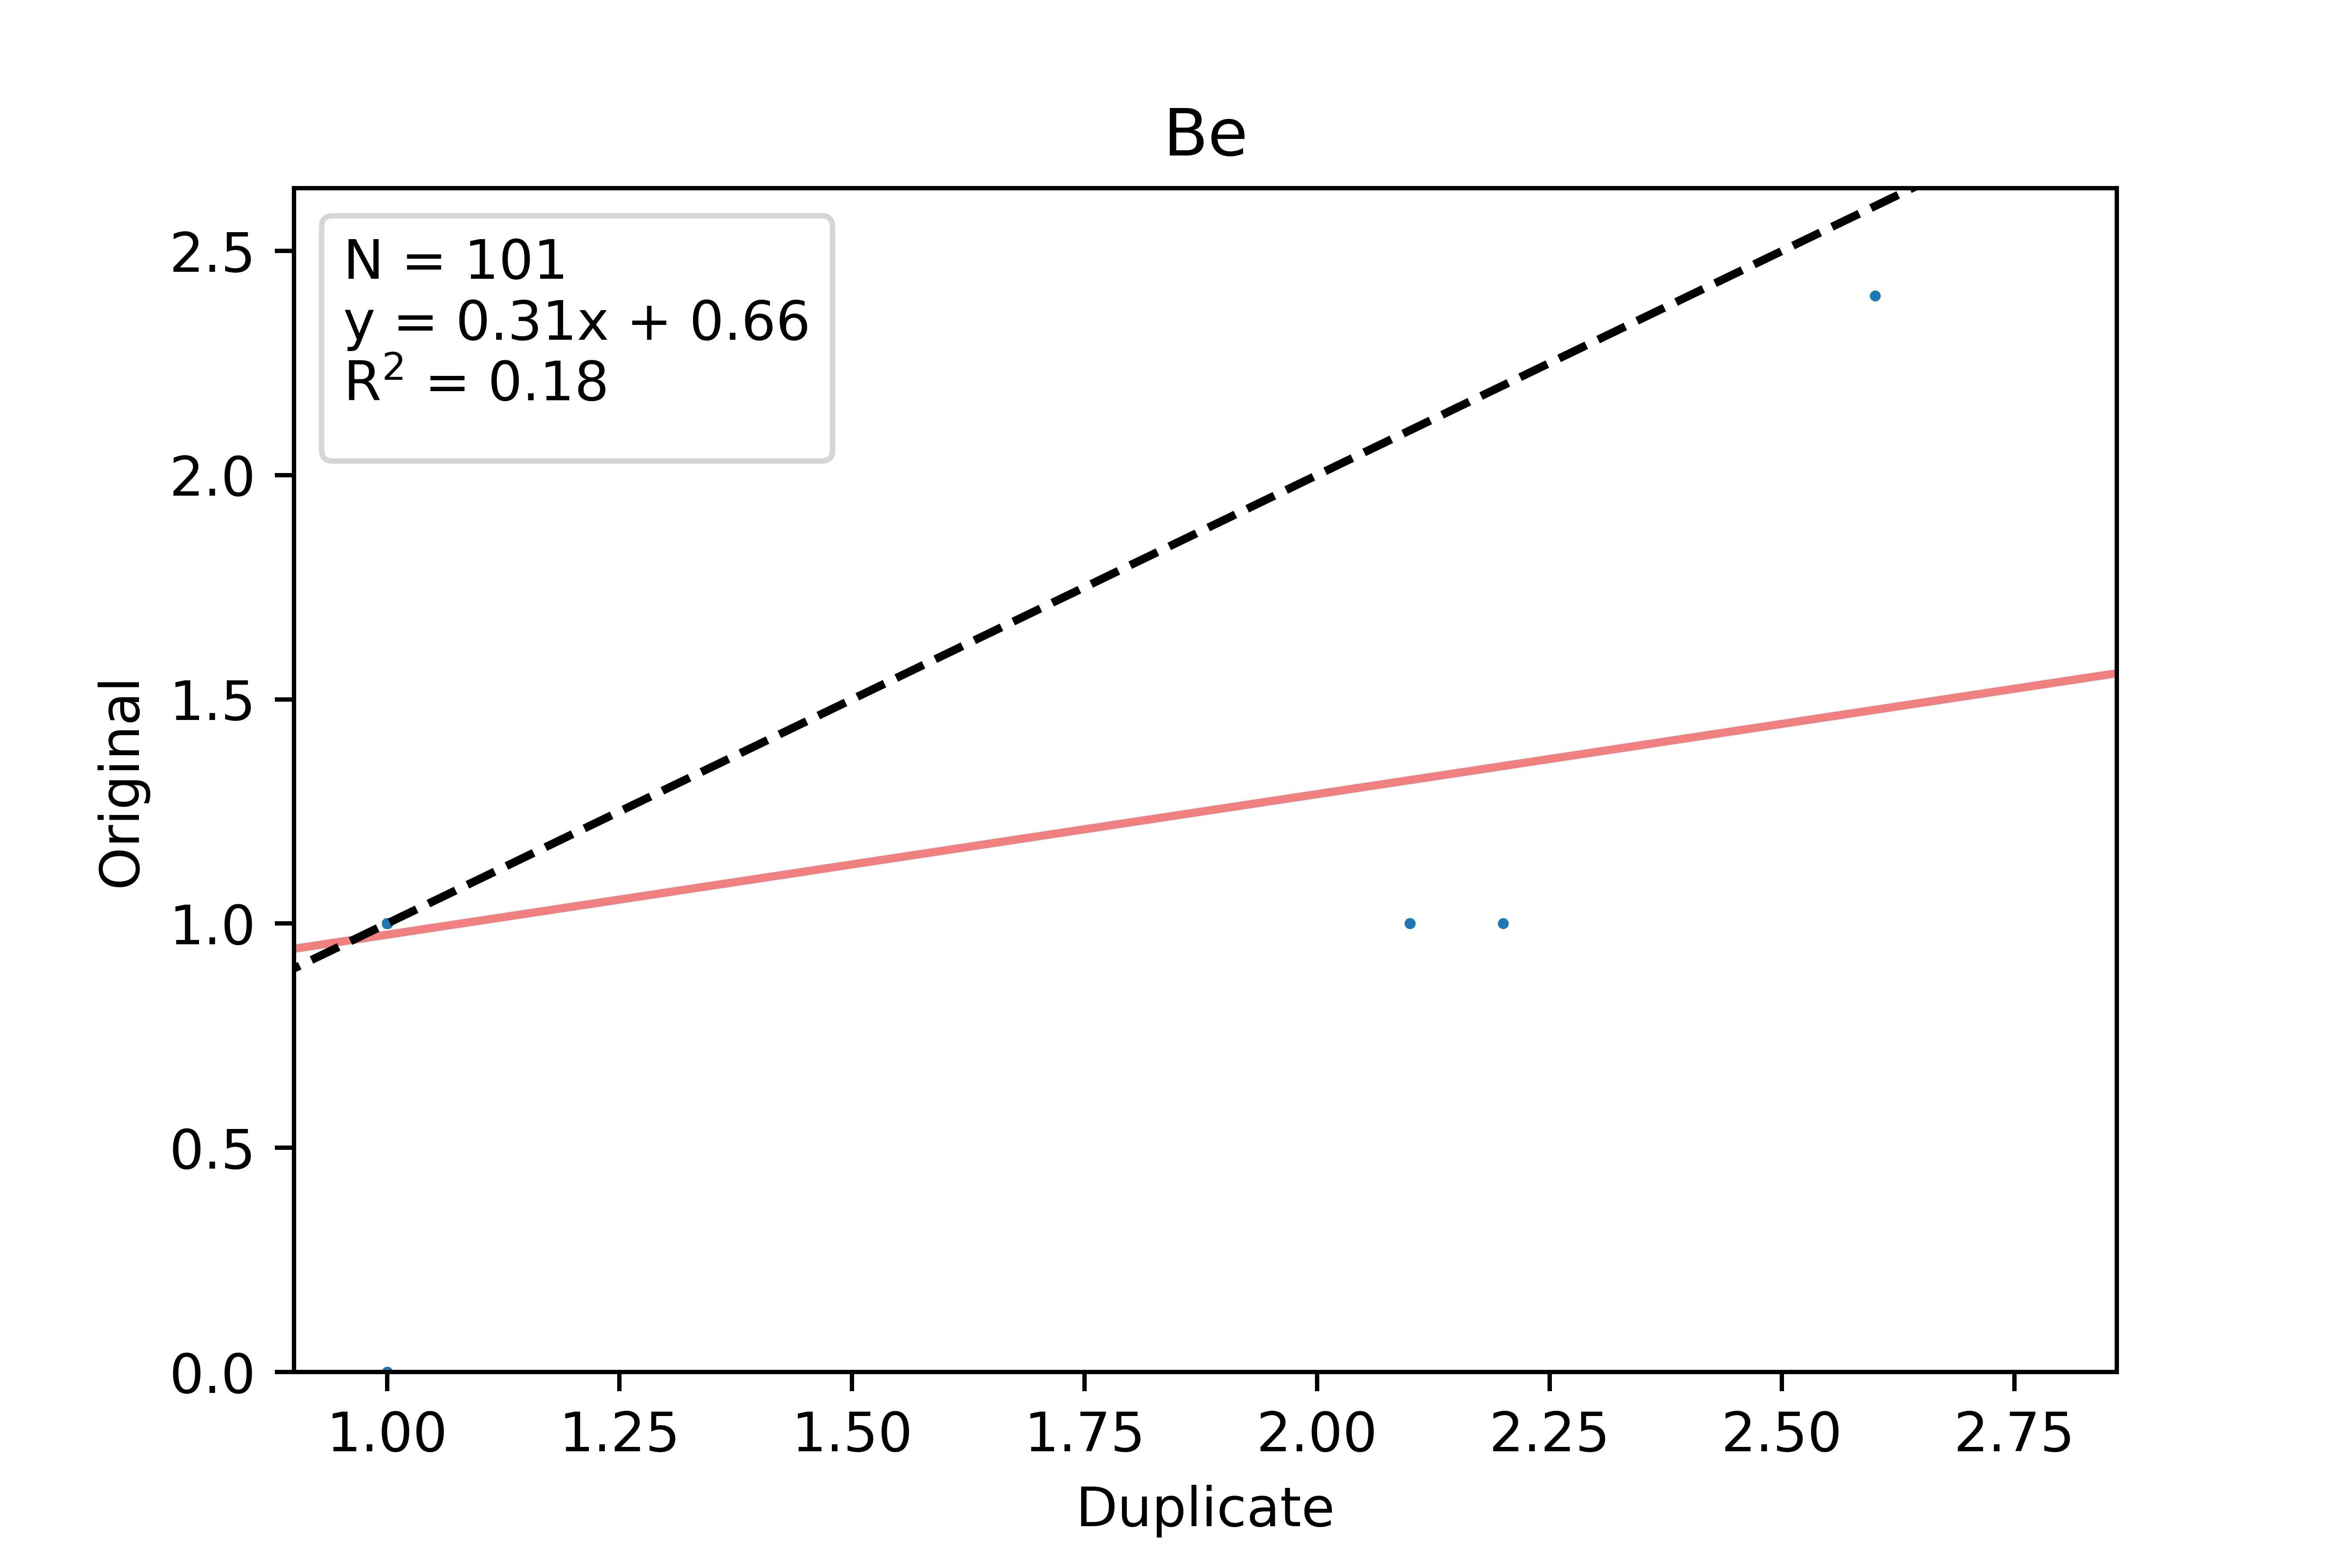 Be
N = 101
y = 0.31x + 0.66
R² = 0.18
2.5
2.0
1.5
1.0
0.5
0.0
Original
1.00 1.25 1.50 1.75 2.00 2.25 2.50 2.75
Duplicate